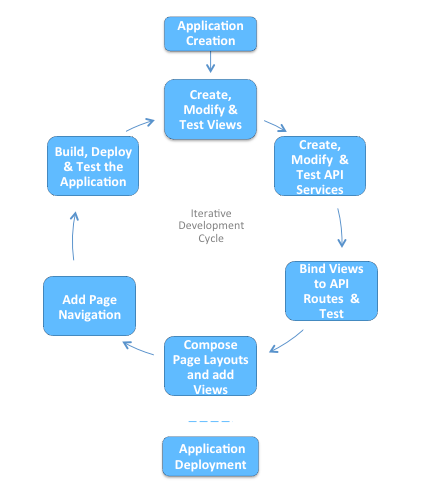 Application
Creation
Create,
Modify &
Test Views
Create,
Modify &
Test API
Services
Bind Views
to API
Routes &
Test
Compose
Page Layouts
and add
Views
Add Page
Navigation
Build, Deploy
& Test the
Application
Iterative
Development
Cycle
Application
Deployment